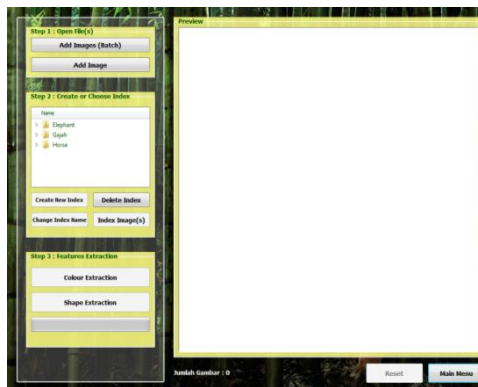 Preview
Step 1 : Open File(s)
Add Images (Batch)
Add Image
Step 2 : Create or Choose Index
Name
Elephant
Gajah
Horse
Create New Index
Delete Index
Change Index Name
Index Image(s)
Step 3 : Features Extraction
Colour Extraction
Shape Extraction
Jumlah Gambar : 0
Reset
Main Menu